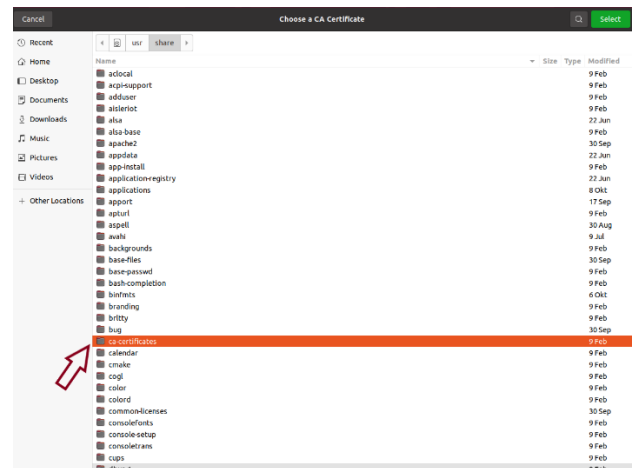 Cancel Choose a CA Certificate Select
Recent
Home
Desktop
Documents
Downloads
Music
Pictures
Videos
+ Other Locations
usr share
Name Size Type Modified
aclocal 9 Feb
acpi-support 9 Feb
adduser 9 Feb
aisleriot 9 Feb
alsa 22 Jun
alsa-base 9 Feb
apache2 30 Sep
appdata 22 Jun
app-install 9 Feb
application-registry 22 Jun
applications 8 Okt
apport 17 Sep
apturl 9 Feb
aspell 30 Aug
avahi 9 Jul
backgrounds 9 Feb
base-files 30 Sep
base-passwd 9 Feb
bash-completion 9 Feb
binfmts 6 Okt
branding 9 Feb
brltty 9 Feb
bug 30 Sep
ca-certificates 9 Feb
calendar 9 Feb
cmake 9 Feb
cogl 9 Feb
color 9 Feb
colord 9 Feb
common-licenses 30 Sep
consolefonts 9 Feb
console-setup 9 Feb
consoletrans 9 Feb
cups 9 Feb